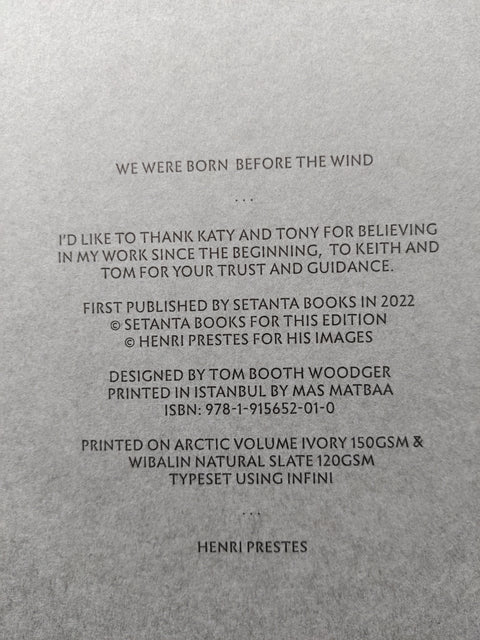 WE WERE BORN BEFORE THE WIND
...
I'D LIKE TO THANK KATY AND TONY FOR BELIEVING
IN MY WORK SINCE THE BEGINNING, TO KEITH AND
TOM FOR YOUR TRUST AND GUIDANCE.
FIRST PUBLISHED BY SETANTA BOOKS IN 2022
© SETANTA BOOKS FOR THIS EDITION
© HENRI PRESTES FOR HIS IMAGES
DESIGNED BY TOM BOOTH WOODGER
PRINTED IN ISTANBUL BY MAS MATBAA
ISBN: 978-1-915652-01-0
PRINTED ON ARCTIC VOLUME IVORY 150GSM &
WIBALIN NATURAL SLATE 120GSM
TYPESET USING INFINI
...
HENRI PRESTES